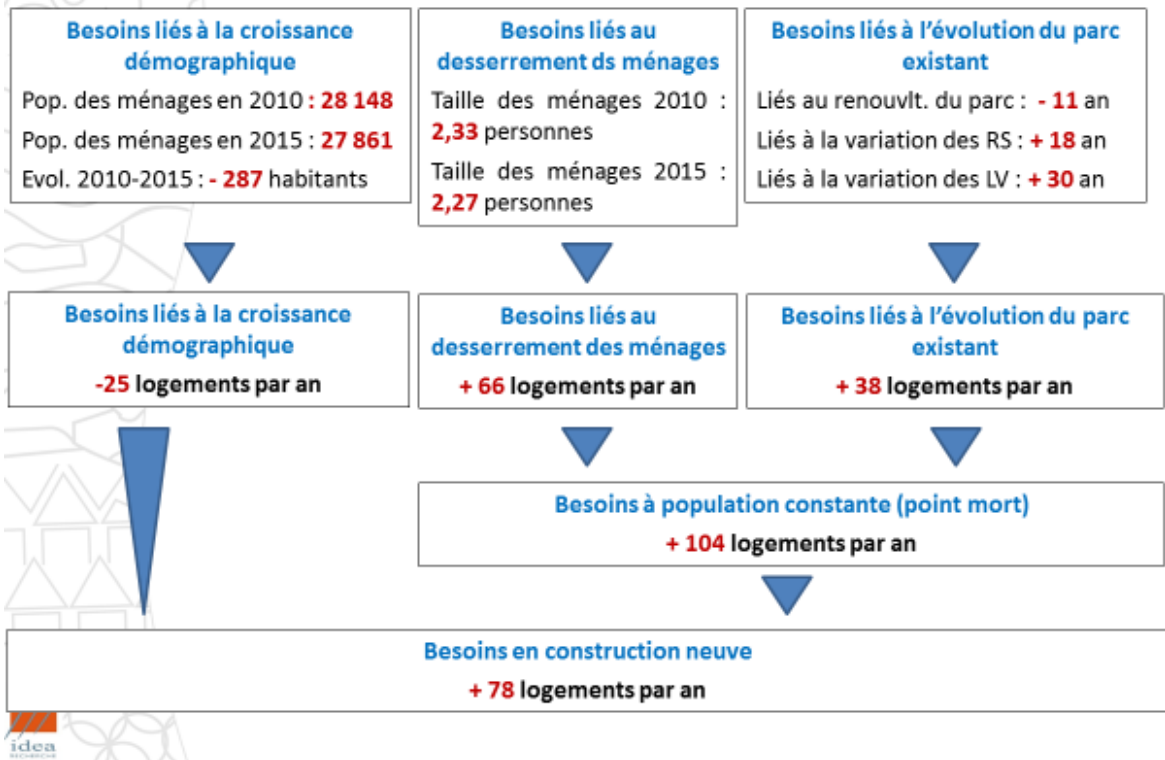 Besoins liés à la croissance
démographique
Pop. des ménages en 2010 : 28 148
Pop. des ménages en 2015 : 27 861
Evol. 2010-2015 : - 287 habitants
Besoins liés au
desserrement ds ménages
Taille des ménages 2010 :
2,33 personnes
Taille des ménages 2015 :
2,27 personnes
Besoins liés à l'évolution du parc
existant
Liés au renouvlt. du parc : - 11 an
Liés à la variation des RS : + 18 an
Liés à la variation des LV : + 30 an
Besoins liés à la croissance
démographique
-25 logements par an
Besoins liés au
desserrement des ménages
+ 66 logements par an
Besoins liés à l'évolution du parc
existant
+ 38 logements par an
Besoins à population constante (point mort)
+ 104 logements par an
Besoins en construction neuve
+ 78 logements par an
idea
RECHERCHE